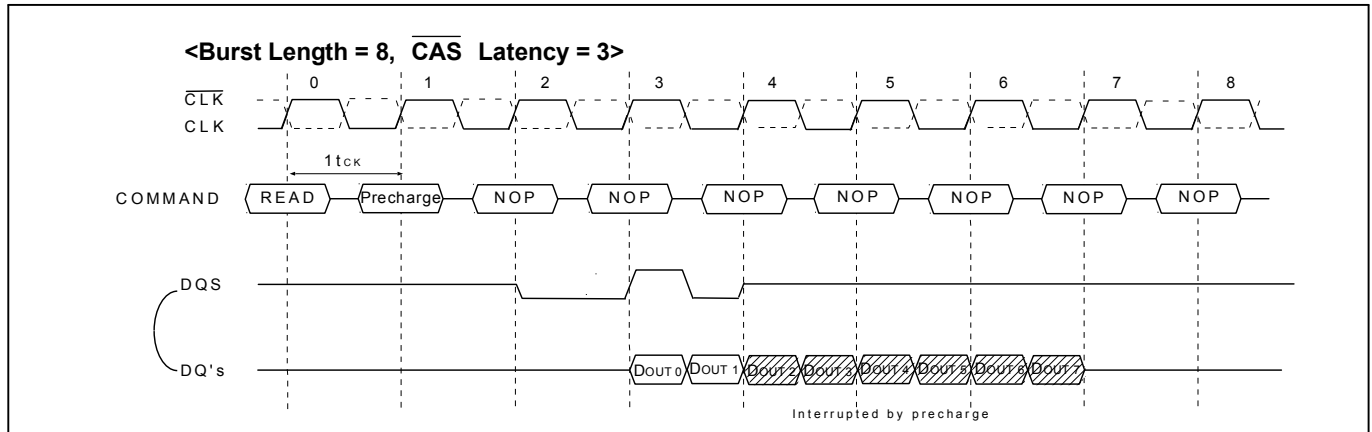 <Burst Length = 8, CAS Latency = 3>
0 1 2 3 4 5 6 7 8
CLK
CLK
1tCK
COMMAND READ Precharge NOP NOP NOP NOP NOP NOP NOP
DQS
DQ's DOUT 0 DOUT 1 DOUT 2 DOUT 3 DOUT 4 DOUT 5 DOUT 6 DOUT 7
Interrupted by precharge